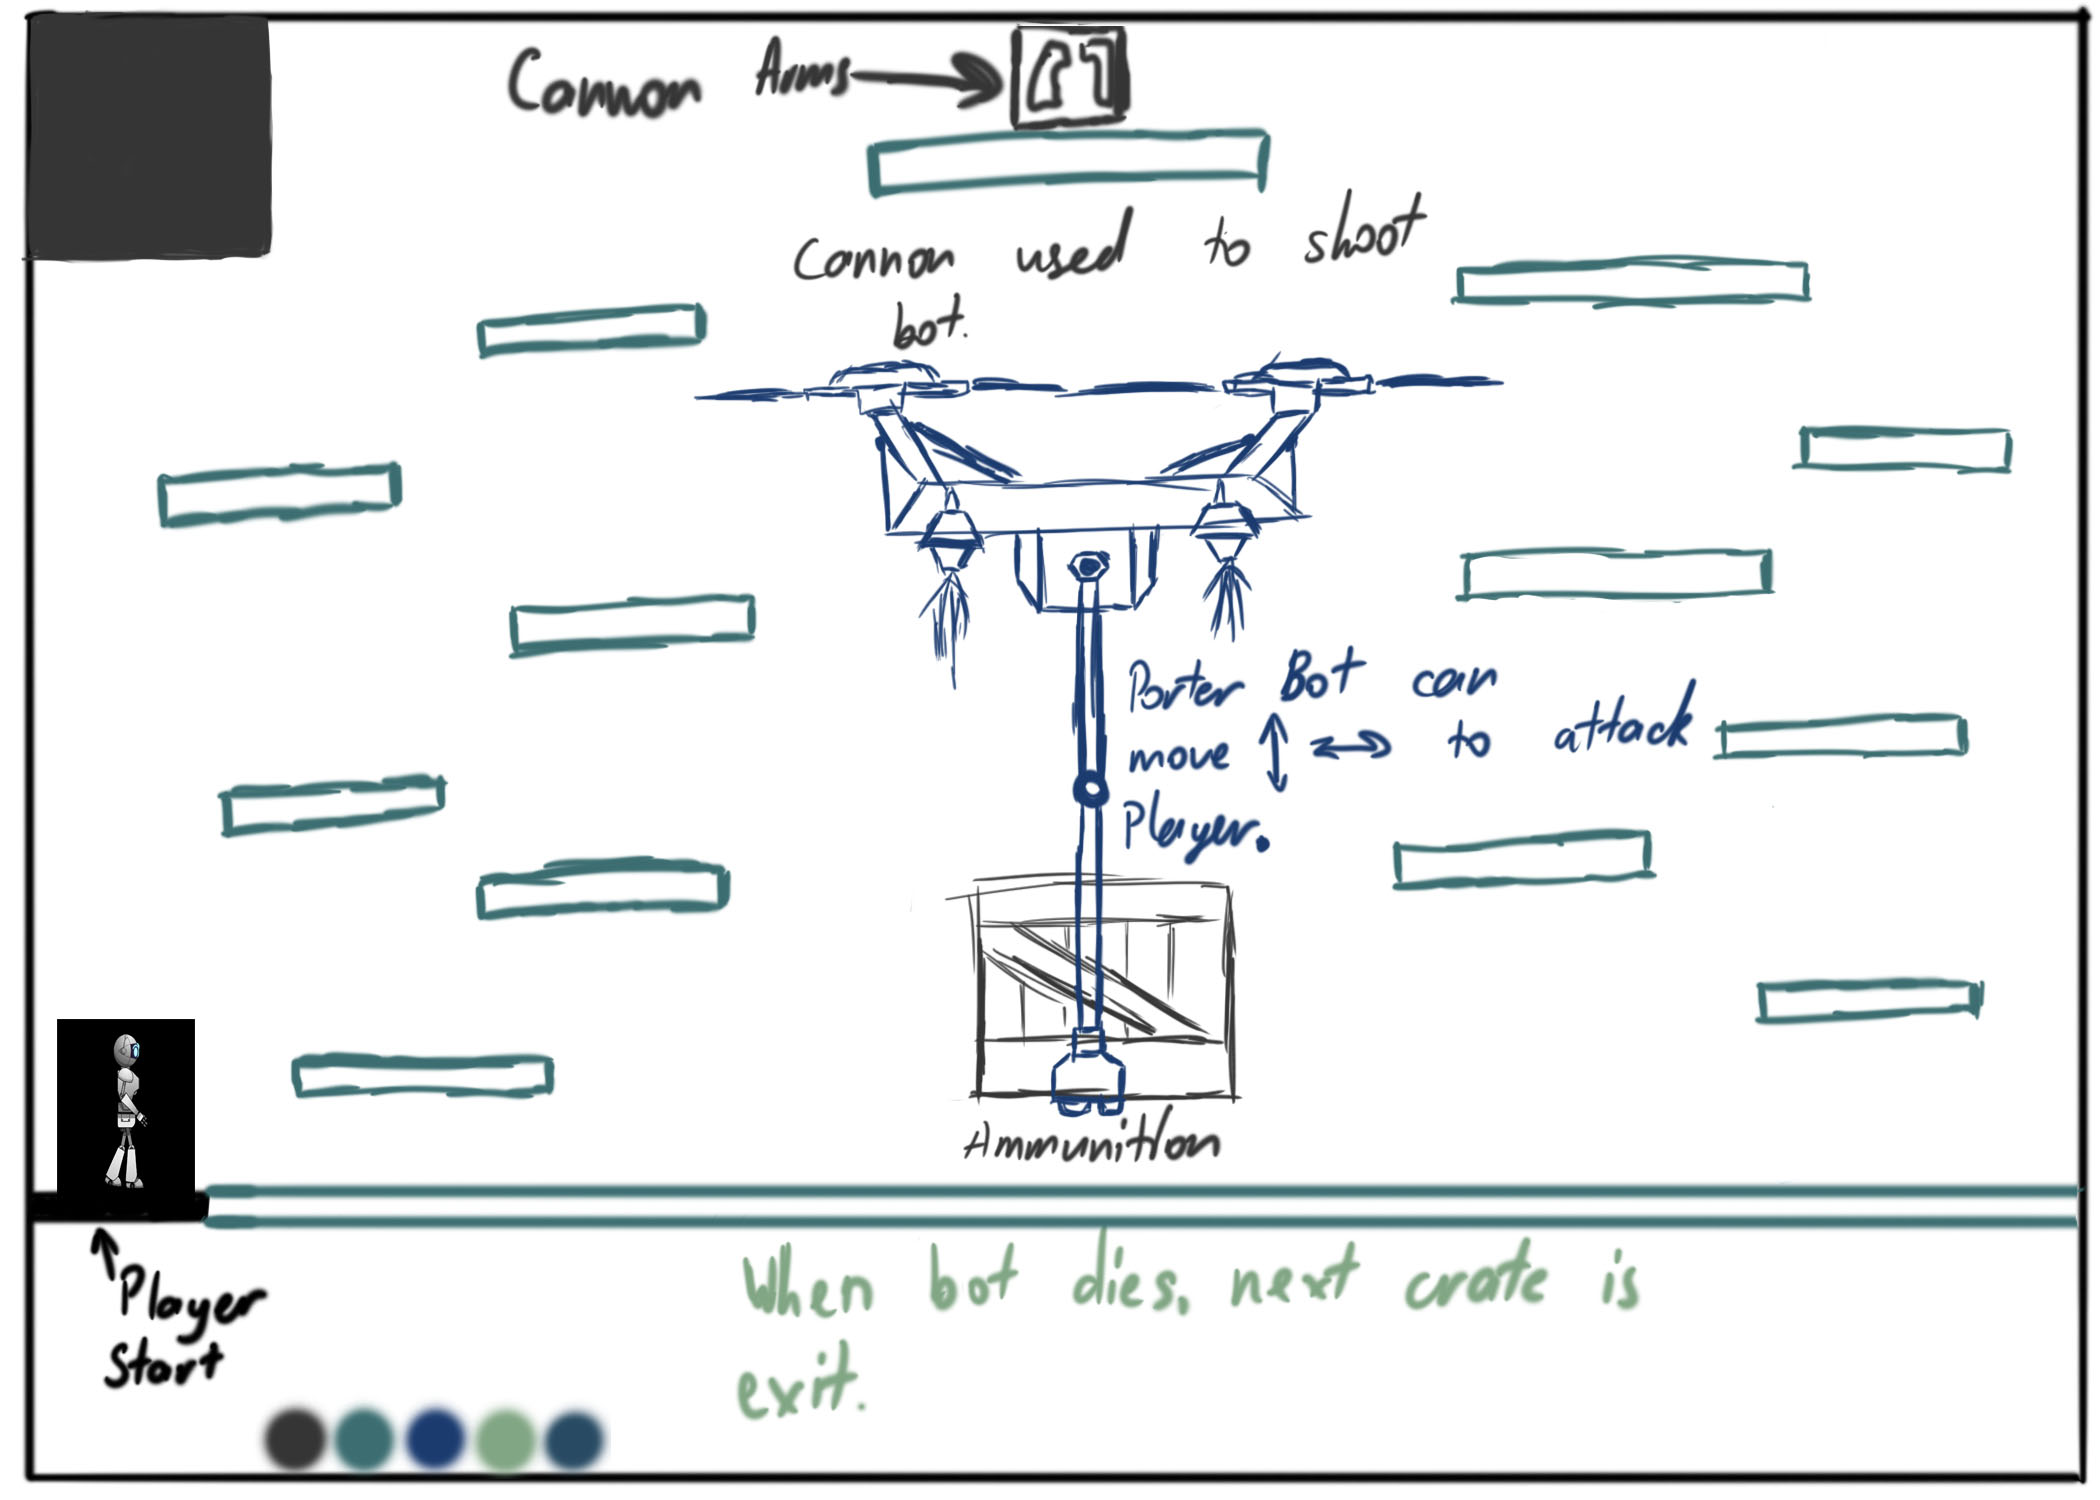 Cannon Arms
Cannon used to shoot
bot.
Porter Bot can
move to attack
Player.
Ammunition
Player
Start
When bot dies, next crate is
exit.